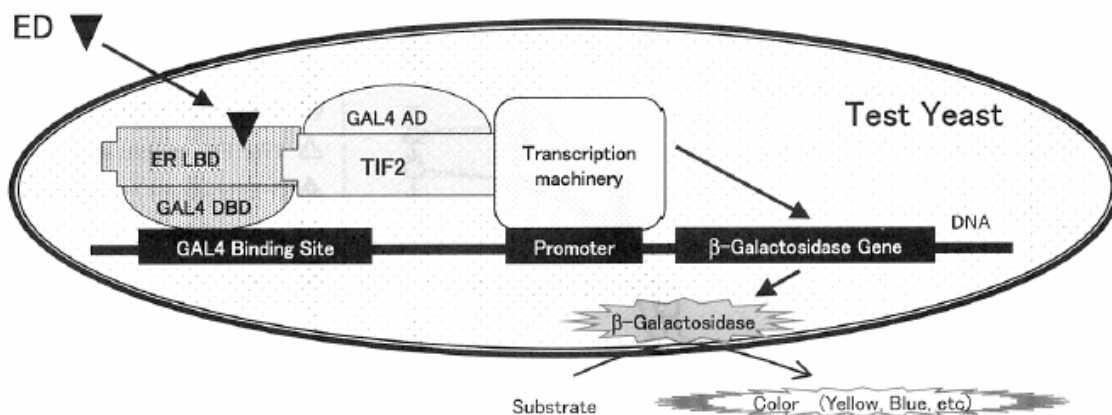 ED
Test Yeast
GAL4 AD
ER LBD
TIF2
Transcription
machinery
GAL4 DBD
DNA
GAL4 Binding Site
Promoter
β-Galactosidase Gene
β-Galactosidase
Substrate
Color (Yellow, Blue, etc)